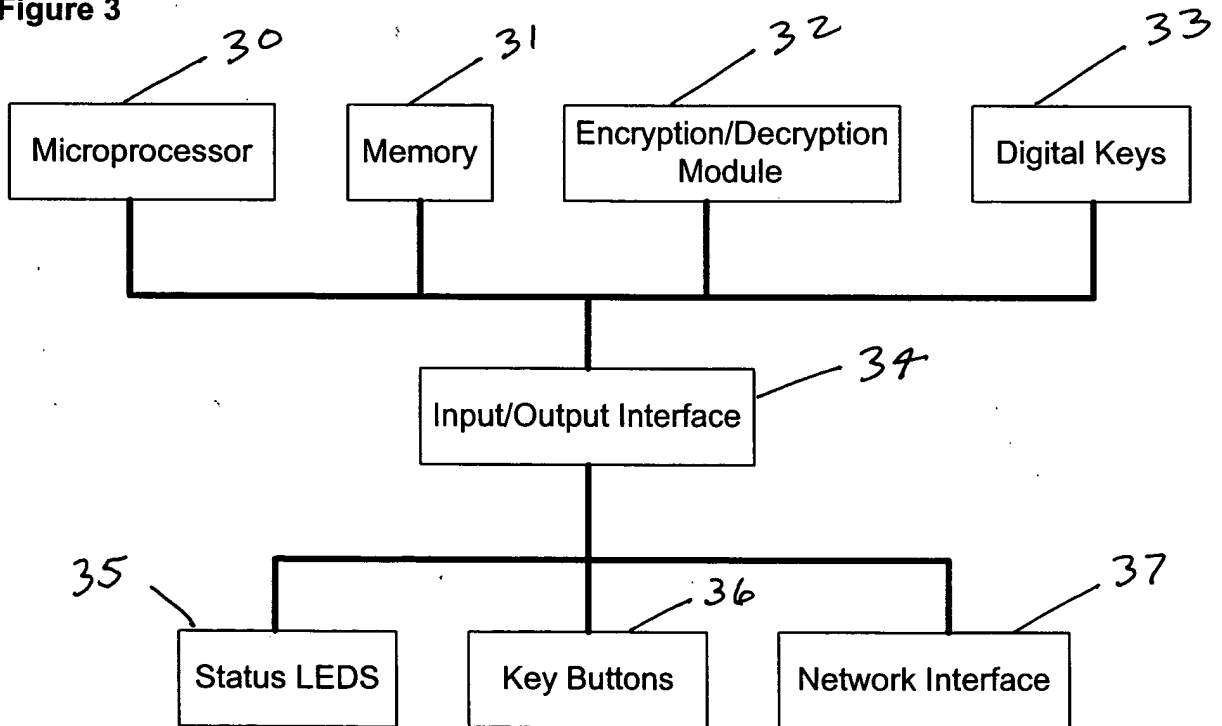 Figure 3
30
31
32
33
Microprocessor
Memory
Encryption/Decryption
Module
Digital Keys
34
Input/Output Interface
35
36
37
Status LEDS
Key Buttons
Network Interface